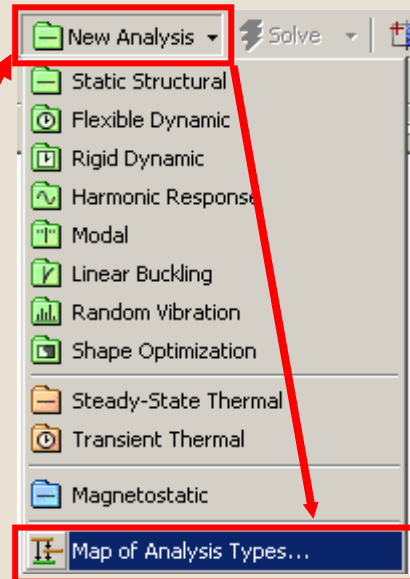 New Analysis Solve
Static Structural
Flexible Dynamic
Rigid Dynamic
Harmonic Response
Modal
Linear Buckling
Random Vibration
Shape Optimization
Steady-State Thermal
Transient Thermal
Magnetostatic
Map of Analysis Types...